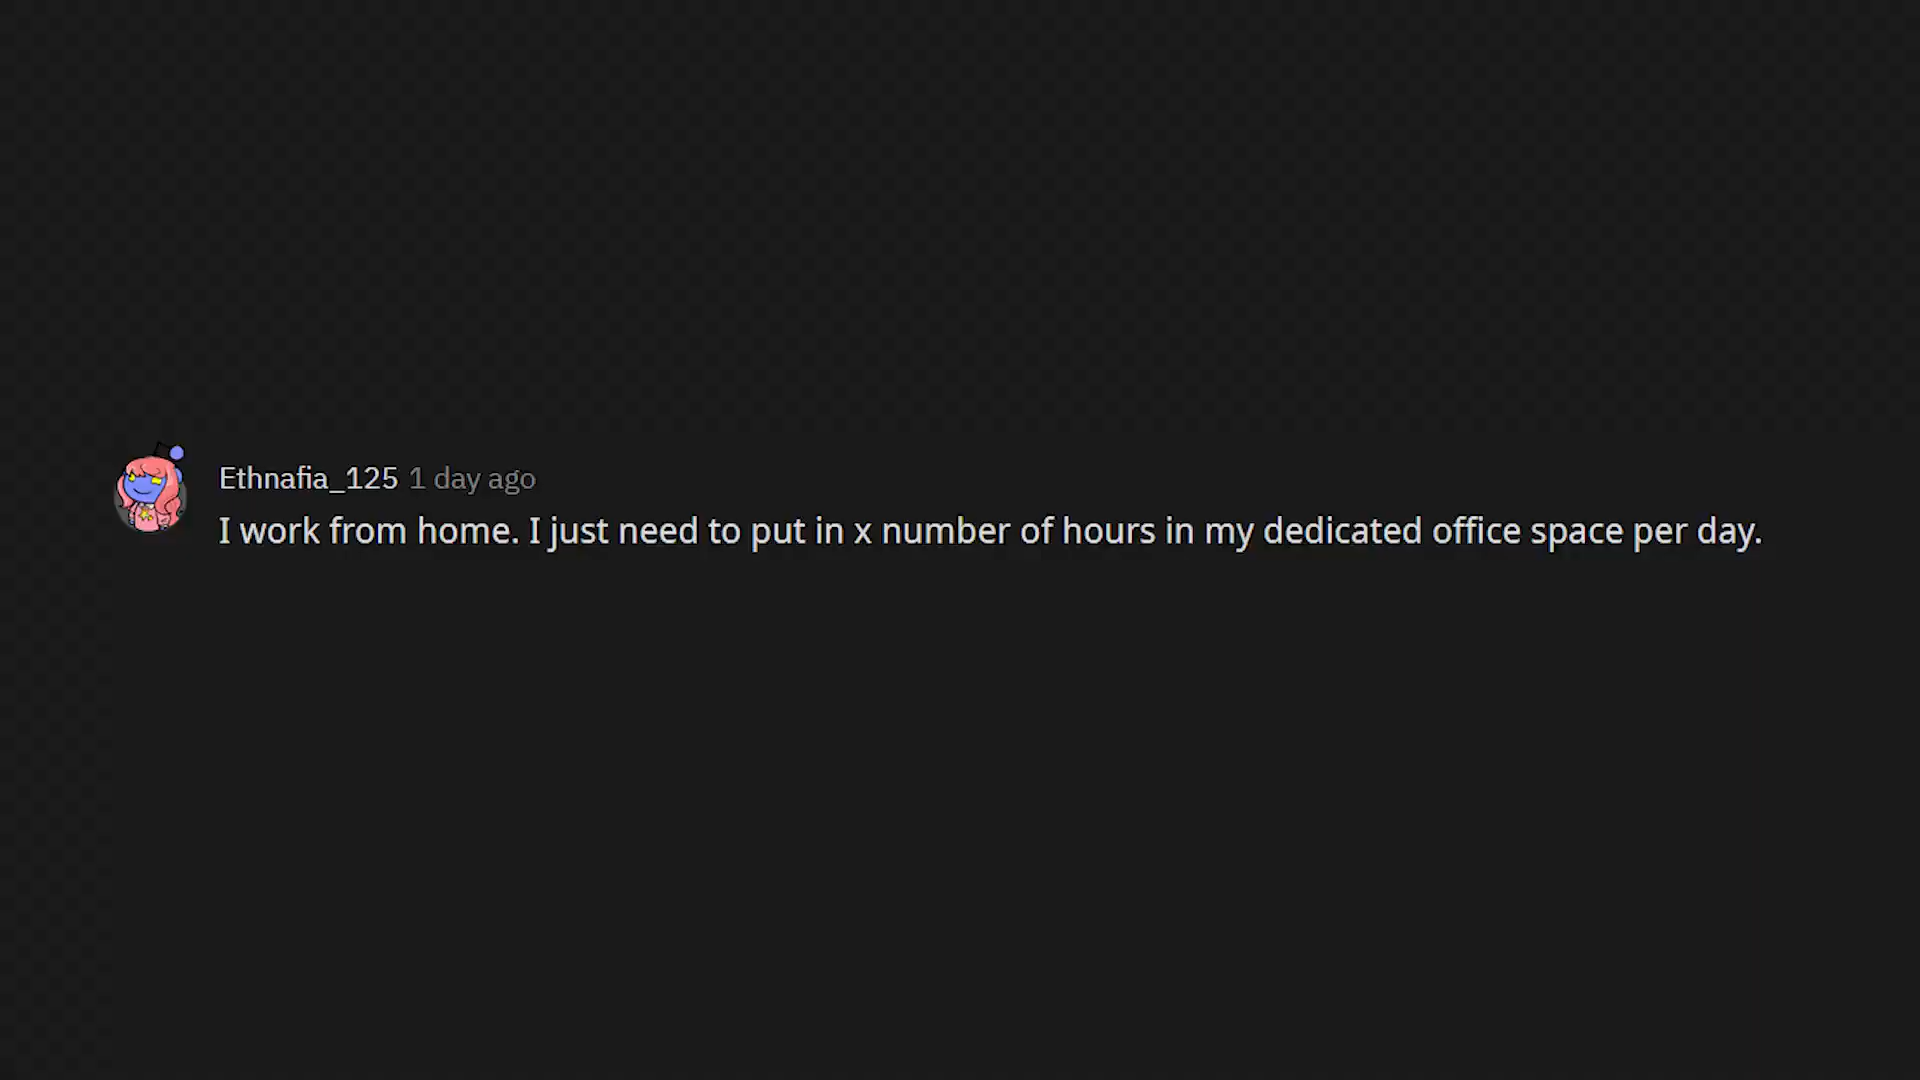 Ethnafia_125 1 day ago
I work from home. I just need to put in x number of hours in my dedicated office space per day.